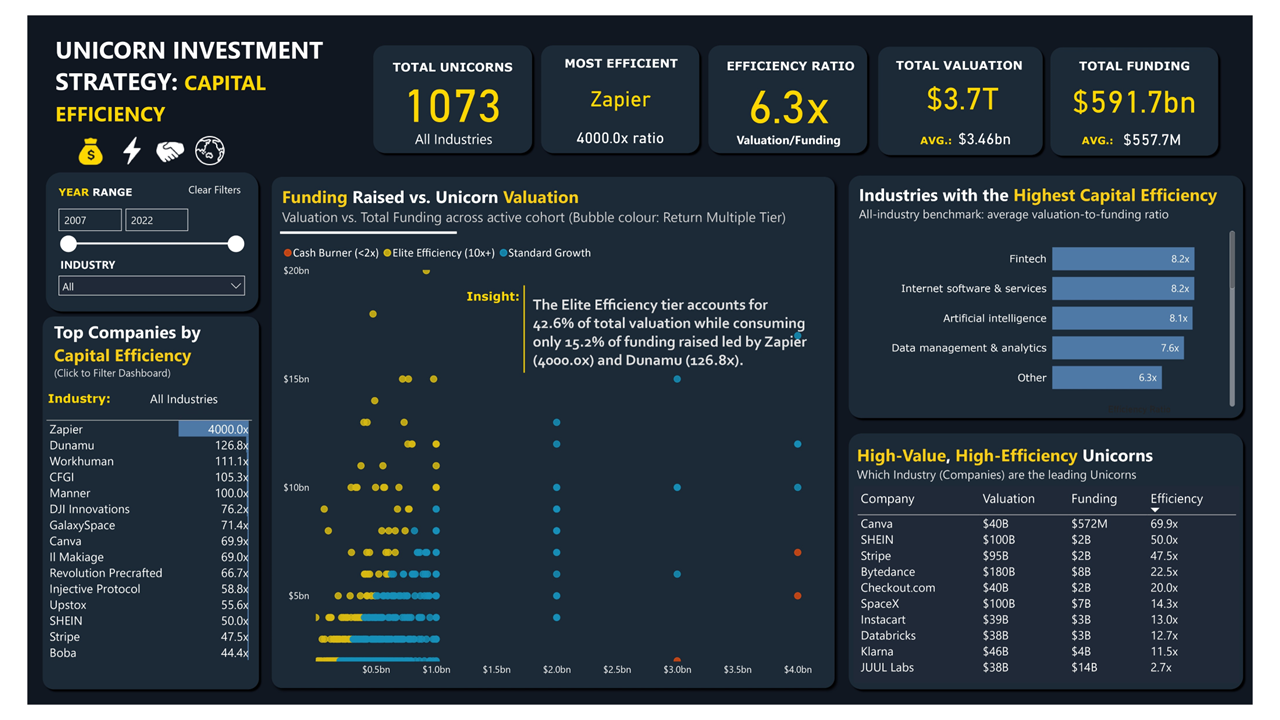 UNICORN INVESTMENT
STRATEGY: CAPITAL
EFFICIENCY
TOTAL UNICORNS
1073
All Industries
MOST EFFICIENT
Zapier
4000.0x ratio
EFFICIENCY RATIO
6.3x
Valuation/Funding
TOTAL VALUATION
$3.7T
AVG.: $3.46bn
TOTAL FUNDING
$591.7bn
AVG.: $557.7M
YEAR RANGE
Clear Filters
2007 2022
INDUSTRY
All
Top Companies by
Capital Efficiency
(Click to Filter Dashboard)
Industry: All Industries
Zapier 4000.0x
Dunamu 126.8x
Workhuman 111.1x
CFGI 105.3x
Manner 100.0x
DJI Innovations 76.2x
GalaxySpace 71.4x
Canva 69.9x
Il Makiage 69.0x
Revolution Precrafted 66.7x
Injective Protocol 58.8x
Upstox 55.6x
SHEIN 50.0x
Stripe 47.5x
Boba 44.4x
Funding Raised vs. Unicorn Valuation
Valuation vs. Total Funding across active cohort (Bubble colour: Return Multiple Tier)
Cash Burner (<2x) Elite Efficiency (10x+) Standard Growth
$20bn
$15bn
$10bn
$5bn
$0.5bn $1.0bn $1.5bn $2.0bn $2.5bn $3.0bn $3.5bn $4.0bn
Insight:
The Elite Efficiency tier accounts for
42.6% of total valuation while consuming
only 15.2% of funding raised led by Zapier
(4000.0x) and Dunamu (126.8x).
Industries with the Highest Capital Efficiency
All-industry benchmark: average valuation-to-funding ratio
Fintech 8.2x
Internet software & services 8.2x
Artificial intelligence 8.1x
Data management & analytics 7.6x
Other 6.3x
High-Value, High-Efficiency Unicorns
Which Industry (Companies) are the leading Unicorns
Company Valuation Funding Efficiency
Canva $40B $572M 69.9x
SHEIN $100B $2B 50.0x
Stripe $95B $2B 47.5x
Bytedance $180B $8B 22.5x
Checkout.com $40B $2B 20.0x
SpaceX $100B $7B 14.3x
Instacart $39B $3B 13.0x
Databricks $38B $3B 12.7x
Klarna $46B $4B 11.5x
JUUL Labs $38B $14B 2.7x